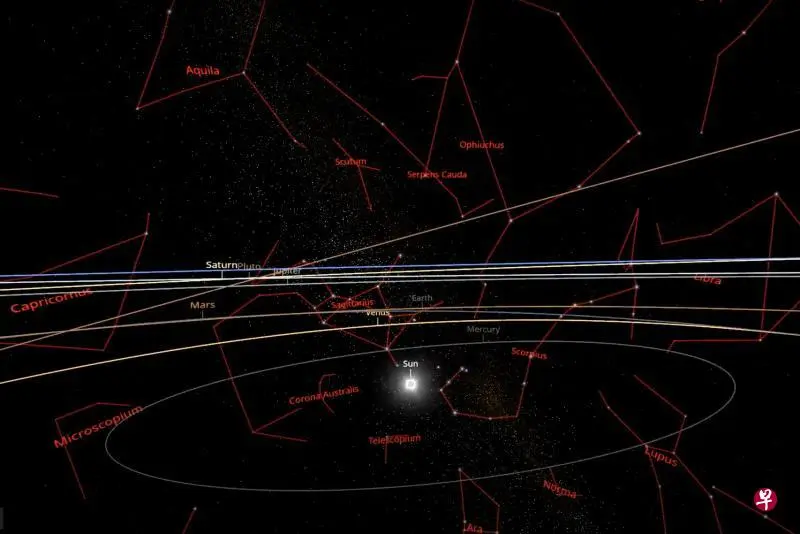 Aquila
Ophiuchus
Scutum
Serpens Cauda
Saturn
Pluto
Jupiter
Libra
Capricornus
Mars
Earth
Sagittarius
Venus
Mercury
Scorpius
Sun
Corona Australis
Microscopium
Telescopium
Lupus
Norma
早
Ara